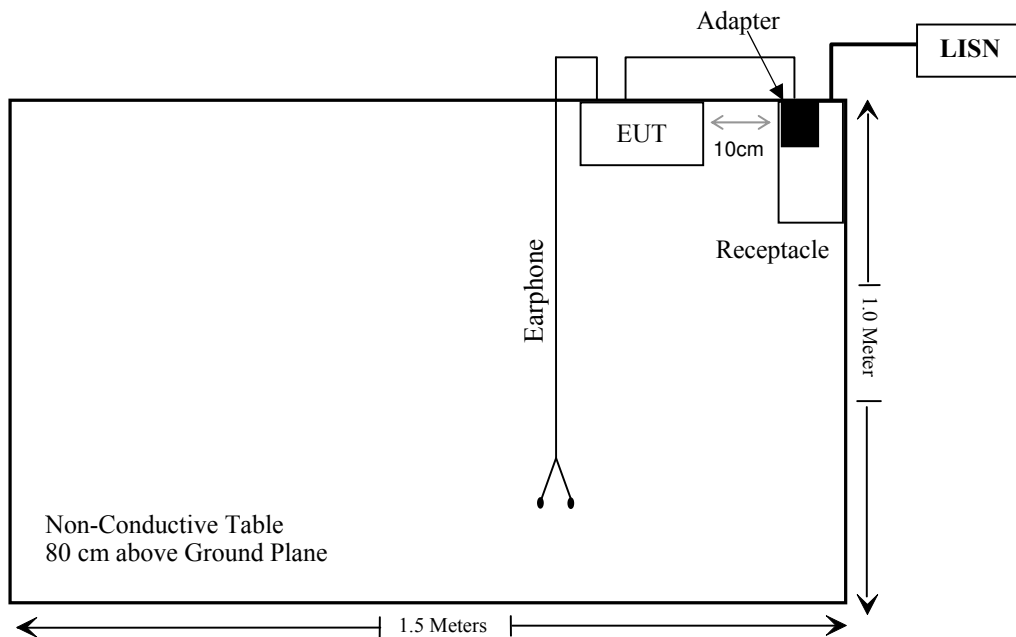 Adapter
LISN
EUT
10cm
Receptacle
Earphone
1.0 Meter
Non-Conductive Table
80 cm above Ground Plane
1.5 Meters